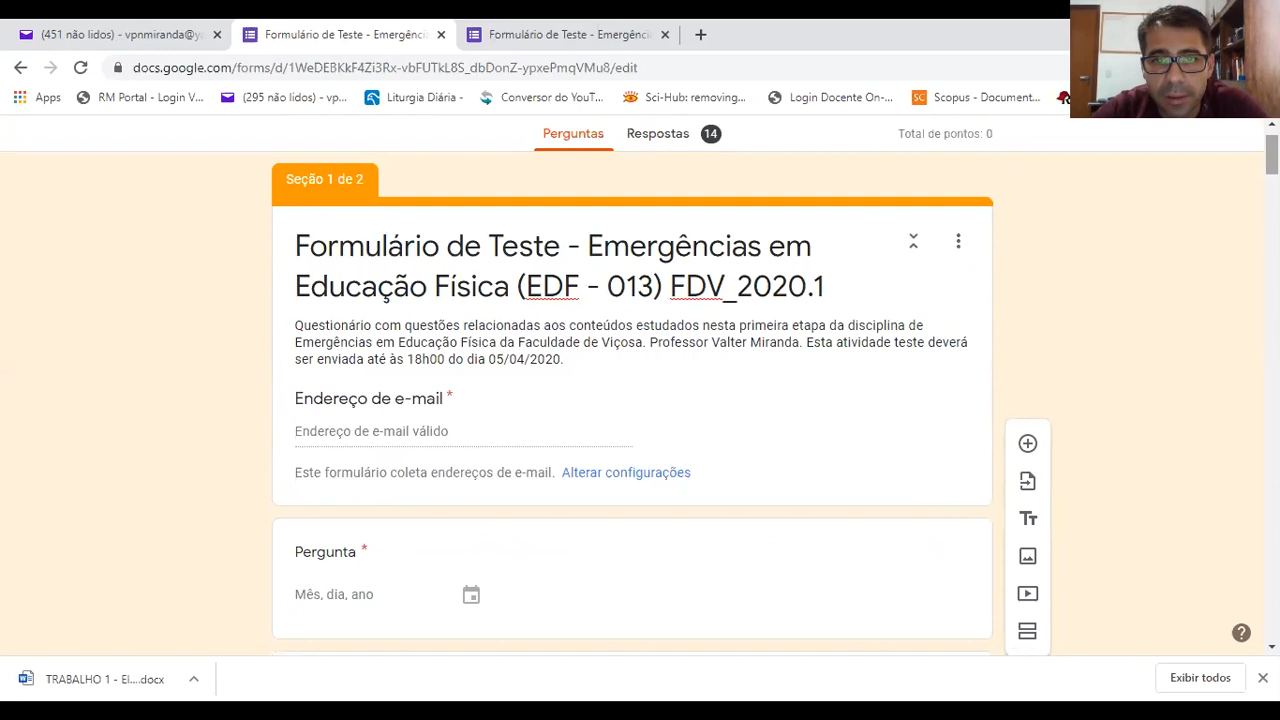 (451 não lidos) - vpnmiranda@y
Formulário de Teste - Emergênci
Formulário de Teste - Emergênc
docs.google.com/forms/d/1WeDEBKkF4Zi3Rx-vbFUTkL8S_dbDonZ-ypxePmqVMu8/edit
Apps
RM Portal - Login V...
(295 não lidos) - vp...
Liturgia Diária -
Conversor do YouT...
Sci-Hub: removing...
Login Docente On-...
SC Scopus - Document...
Perguntas
Respostas 14
Total de pontos: 0
Seção 1 de 2
Formulário de Teste - Emergências em
Educação Física (EDF - 013) FDV_2020.1
Questionário com questões relacionadas aos conteúdos estudados nesta primeira etapa da disciplina de
Emergências em Educação Física da Faculdade de Viçosa. Professor Valter Miranda. Esta atividade teste deverá
ser enviada até às 18h00 do dia 05/04/2020.
Endereço de e-mail *
Endereço de e-mail válido
Este formulário coleta endereços de e-mail. Alterar configurações
Pergunta *
Mês, dia, ano
TRABALHO 1 - El....docx
Exibir todos